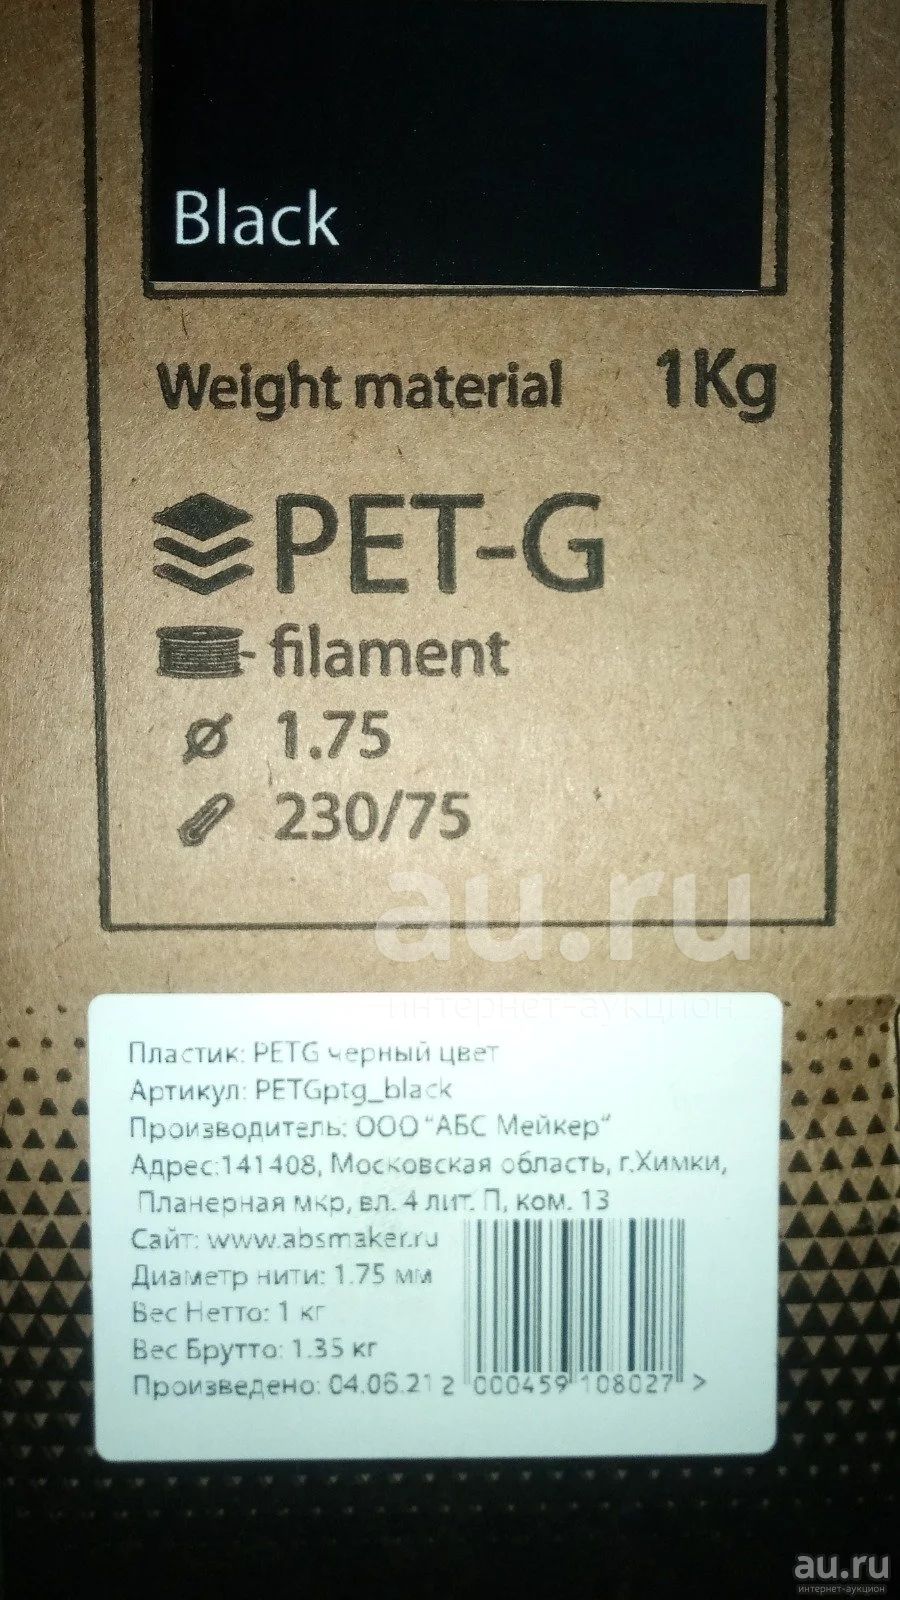 Black
Weight material 1Kg
PET-G
filament
⌀ 1.75
230/75
au.ru
интернет-аукцион
Пластик: PETG черный цвет
Артикул: PETGptg_black
Производитель: ООО "АБС Мейкер"
Адрес:141408, Московская область, г.Химки,
Планерная мкр, вл. 4 лит. П, ком. 13
Сайт: www.absmaker.ru
Диаметр нити: 1.75 мм
Вес Нетто: 1 кг
Вес Брутто: 1.35 кг
Произведено: 04.06.21
2 000459 108027 >
au.ru
интернет-аукцион